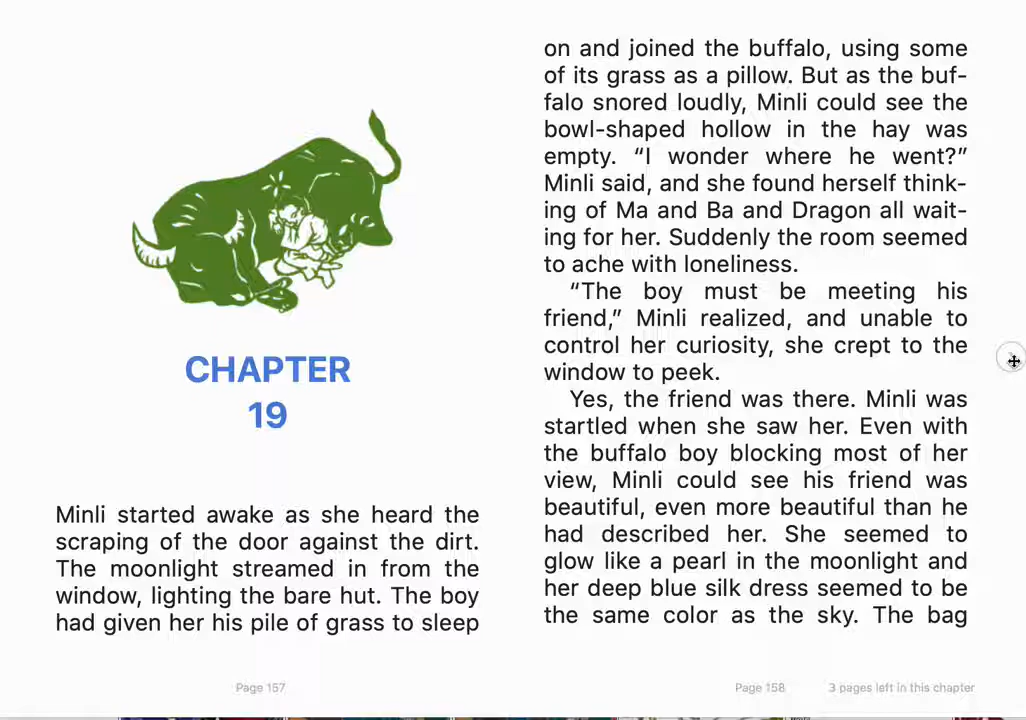 CHAPTER
19
Minli started awake as she heard the
scraping of the door against the dirt.
The moonlight streamed in from the
window, lighting the bare hut. The boy
had given her his pile of grass to sleep
Page 157
on and joined the buffalo, using some
of its grass as a pillow. But as the buf-
falo snored loudly, Minli could see the
bowl-shaped hollow in the hay was
empty. “I wonder where he went?”
Minli said, and she found herself think-
ing of Ma and Ba and Dragon all wait-
ing for her. Suddenly the room seemed
to ache with loneliness.
“The boy must be meeting his
friend,” Minli realized, and unable to
control her curiosity, she crept to the
window to peek.
Yes, the friend was there. Minli was
startled when she saw her. Even with
the buffalo boy blocking most of her
view, Minli could see his friend was
beautiful, even more beautiful than he
had described her. She seemed to
glow like a pearl in the moonlight and
her deep blue silk dress seemed to be
the same color as the sky. The bag
Page 158
3 pages left in this chapter